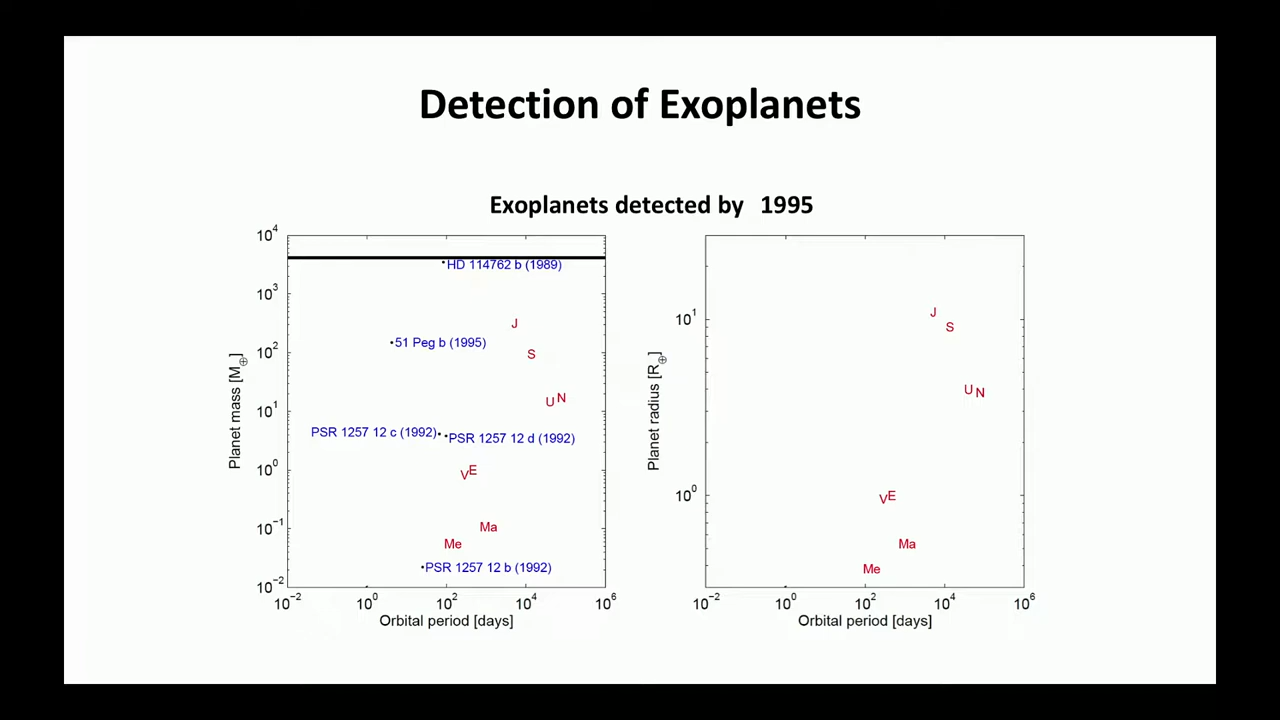 Detection of Exoplanets
Exoplanets detected by 1995
10^4
10^3
10^2
10^1
10^0
10^-1
10^-2
Planet mass [M⊕]
HD 114762 b (1989)
J
51 Peg b (1995)
S
U N
PSR 1257 12 c (1992)
PSR 1257 12 d (1992)
V E
Ma
Me
PSR 1257 12 b (1992)
10^-2 10^0 10^2 10^4 10^6
Orbital period [days]
10^1
10^0
Planet radius [R⊕]
J
S
U N
V E
Ma
Me
10^-2 10^0 10^2 10^4 10^6
Orbital period [days]